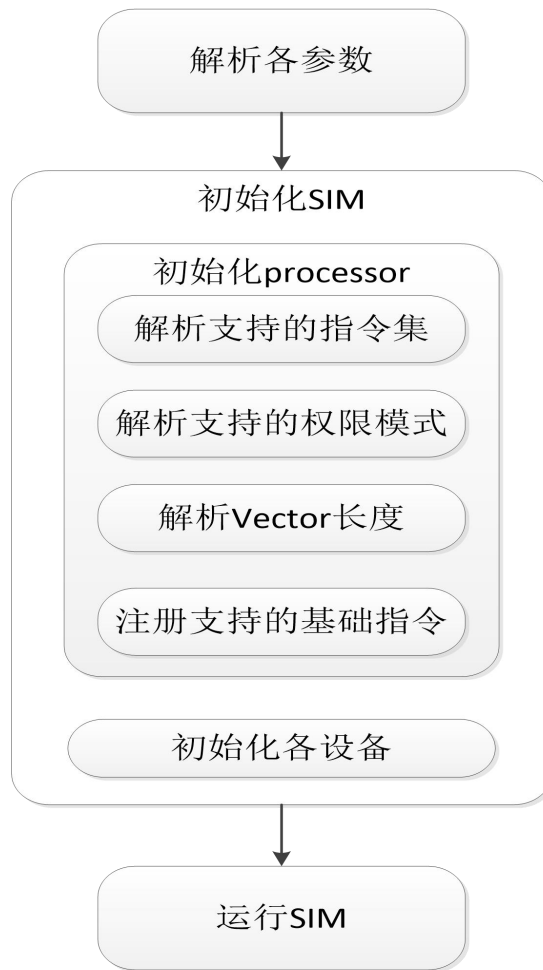 解析各参数
初始化SIM
初始化processor
解析支持的指令集
解析支持的权限模式
解析Vector长度
注册支持的基础指令
初始化各设备
运行SIM